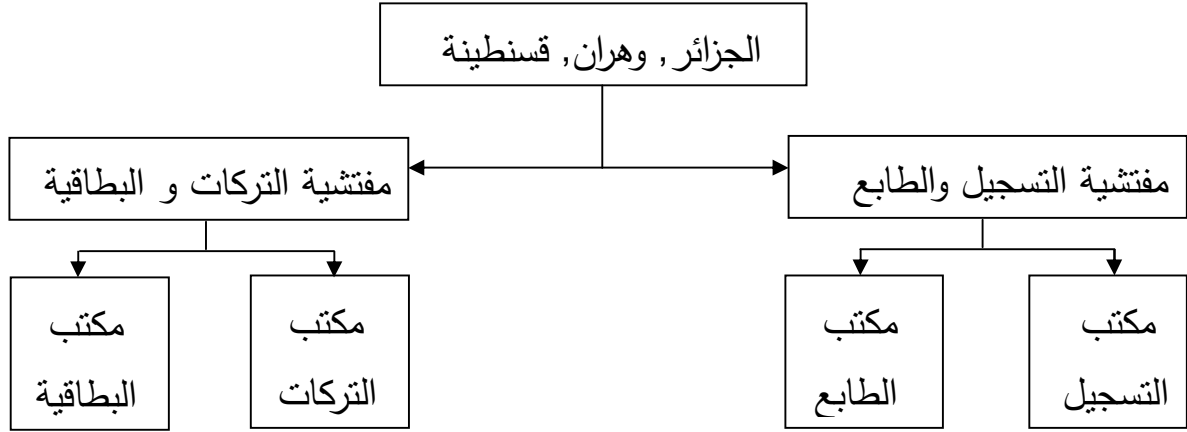 الجزائر , وهران, قسنطينة
مفتشية التسجيل والطابع
مفتشية التركات و البطاقية
مكتب
التسجيل
مكتب
الطابع
مكتب
التركات
مكتب
البطاقية